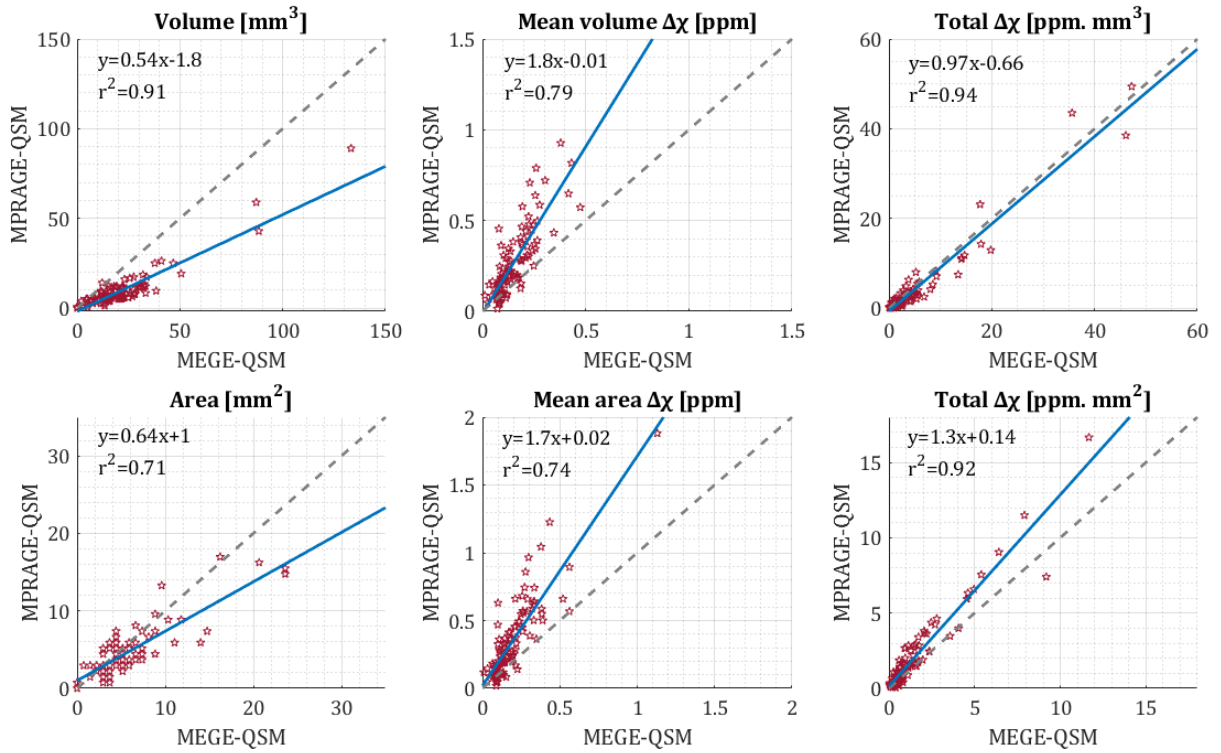 Volume [mm³]
y=0.54x-1.8
r²=0.91
150
100
50
0
0 50 100 150
MPRAGE-QSM
MEGE-QSM
Mean volume Δχ [ppm]
y=1.8x-0.01
r²=0.79
1.5
1
0.5
0
0 0.5 1 1.5
MPRAGE-QSM
MEGE-QSM
Total Δχ [ppm. mm³]
y=0.97x-0.66
r²=0.94
60
40
20
0
0 20 40 60
MPRAGE-QSM
MEGE-QSM
Area [mm²]
y=0.64x+1
r²=0.71
30
20
10
0
0 10 20 30
MPRAGE-QSM
MEGE-QSM
Mean area Δχ [ppm]
y=1.7x+0.02
r²=0.74
2
1.5
1
0.5
0
0 0.5 1 1.5 2
MPRAGE-QSM
MEGE-QSM
Total Δχ [ppm. mm²]
y=1.3x+0.14
r²=0.92
15
10
5
0
0 5 10 15
MPRAGE-QSM
MEGE-QSM